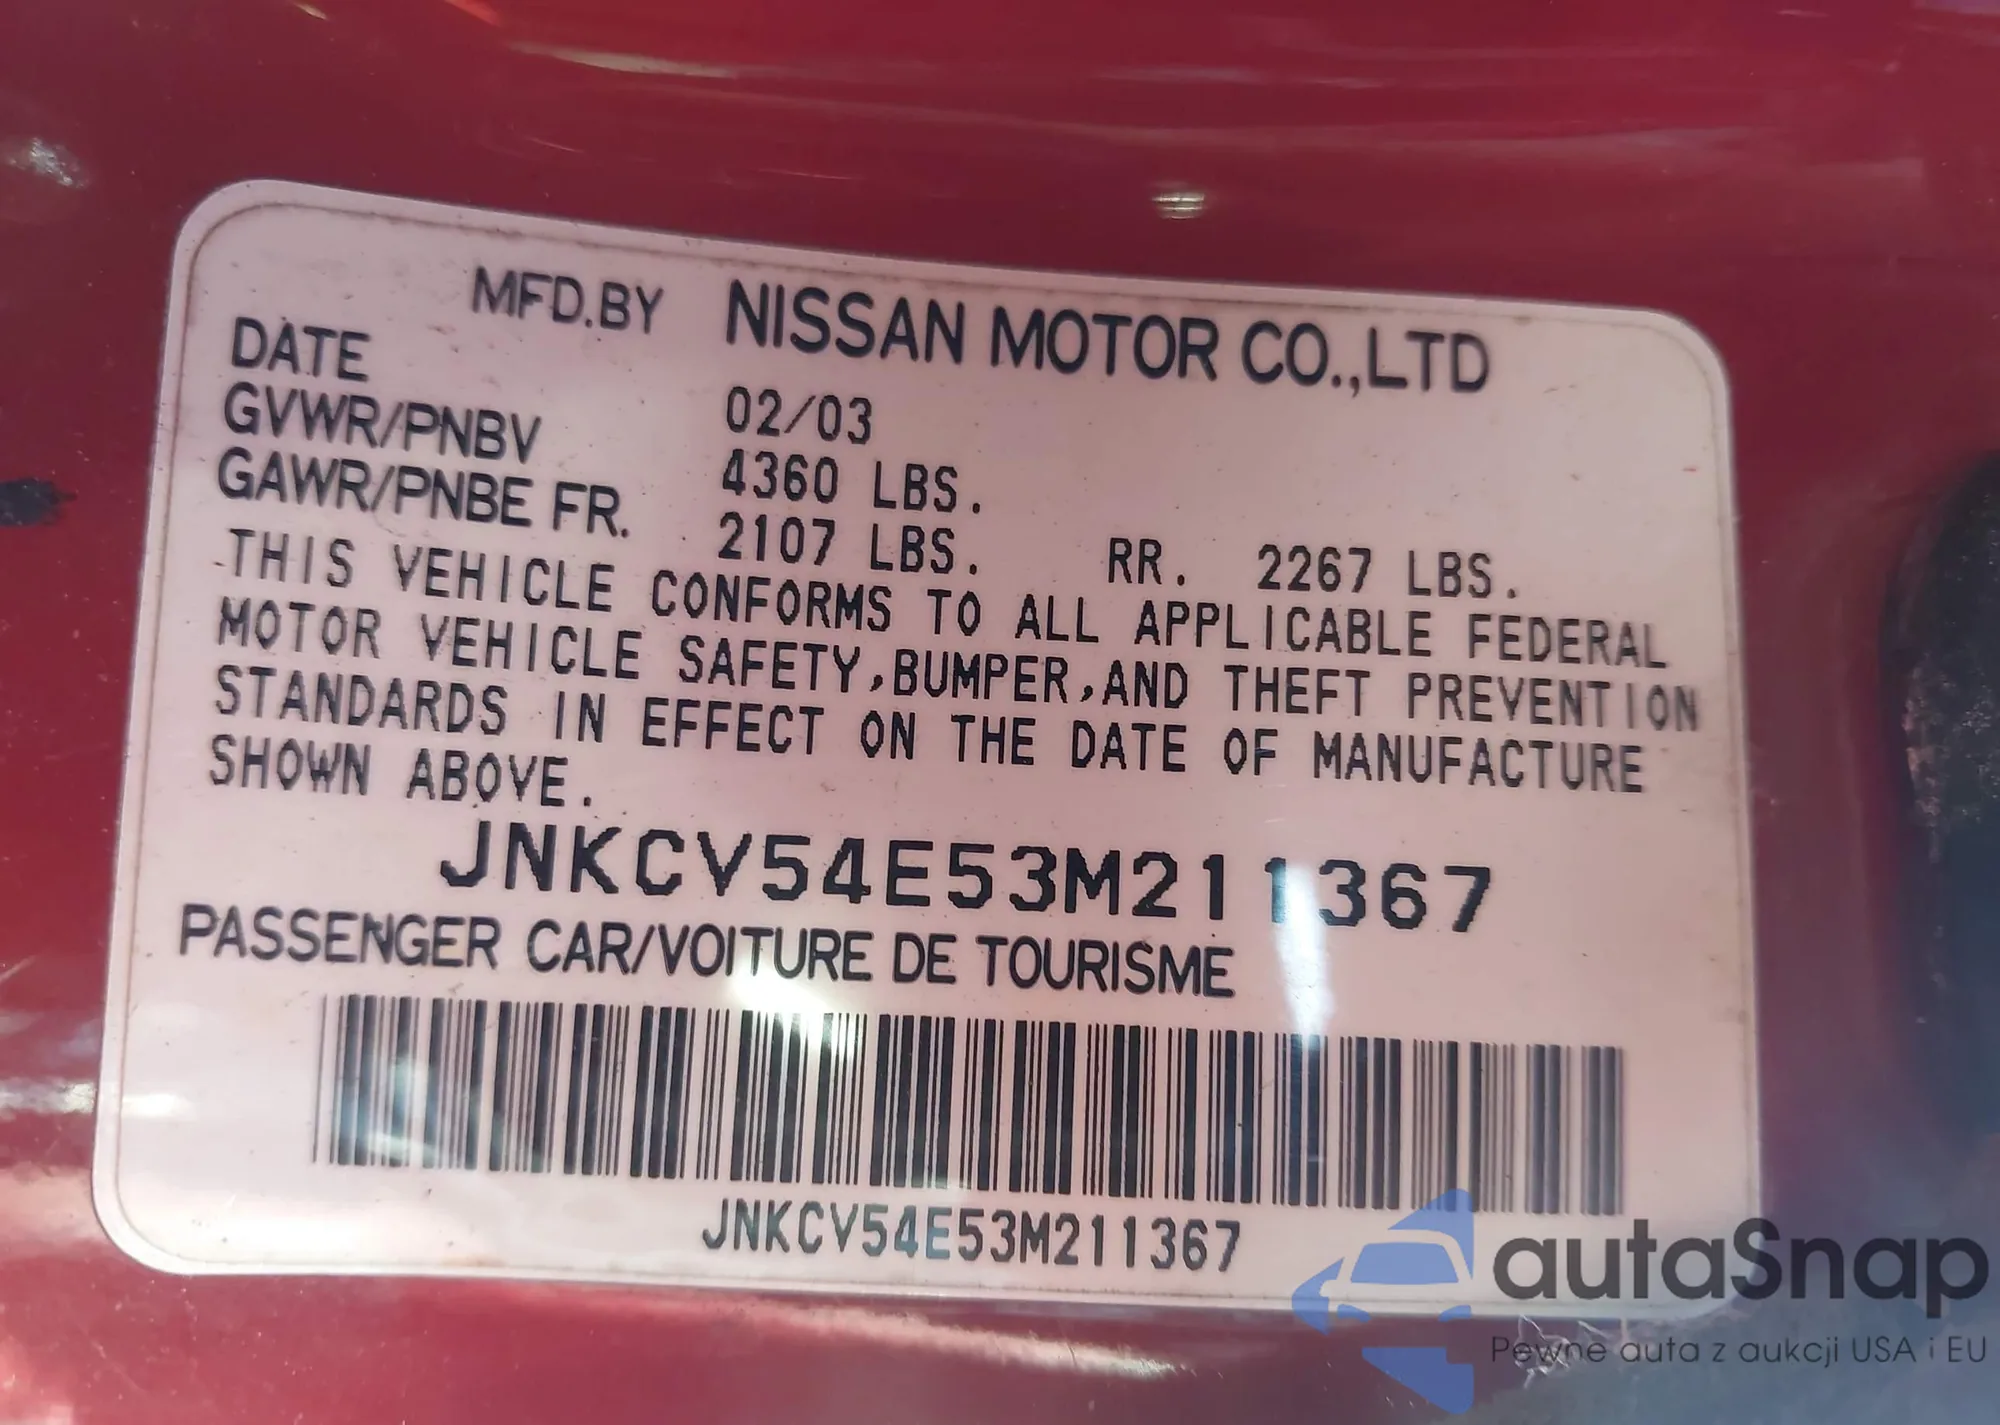 MFD.BY NISSAN MOTOR CO.,LTD
DATE 02/03
GVWR/PNBV 4360 LBS.
GAWR/PNBE FR. 2107 LBS. RR. 2267 LBS.
THIS VEHICLE CONFORMS TO ALL APPLICABLE FEDERAL
MOTOR VEHICLE SAFETY,BUMPER,AND THEFT PREVENTION
STANDARDS IN EFFECT ON THE DATE OF MANUFACTURE
SHOWN ABOVE.
JNKCV54E53M211367
PASSENGER CAR/VOITURE DE TOURISME
JNKCV54E53M211367
autaSnap
Pewne auta z aukcji USA i EU